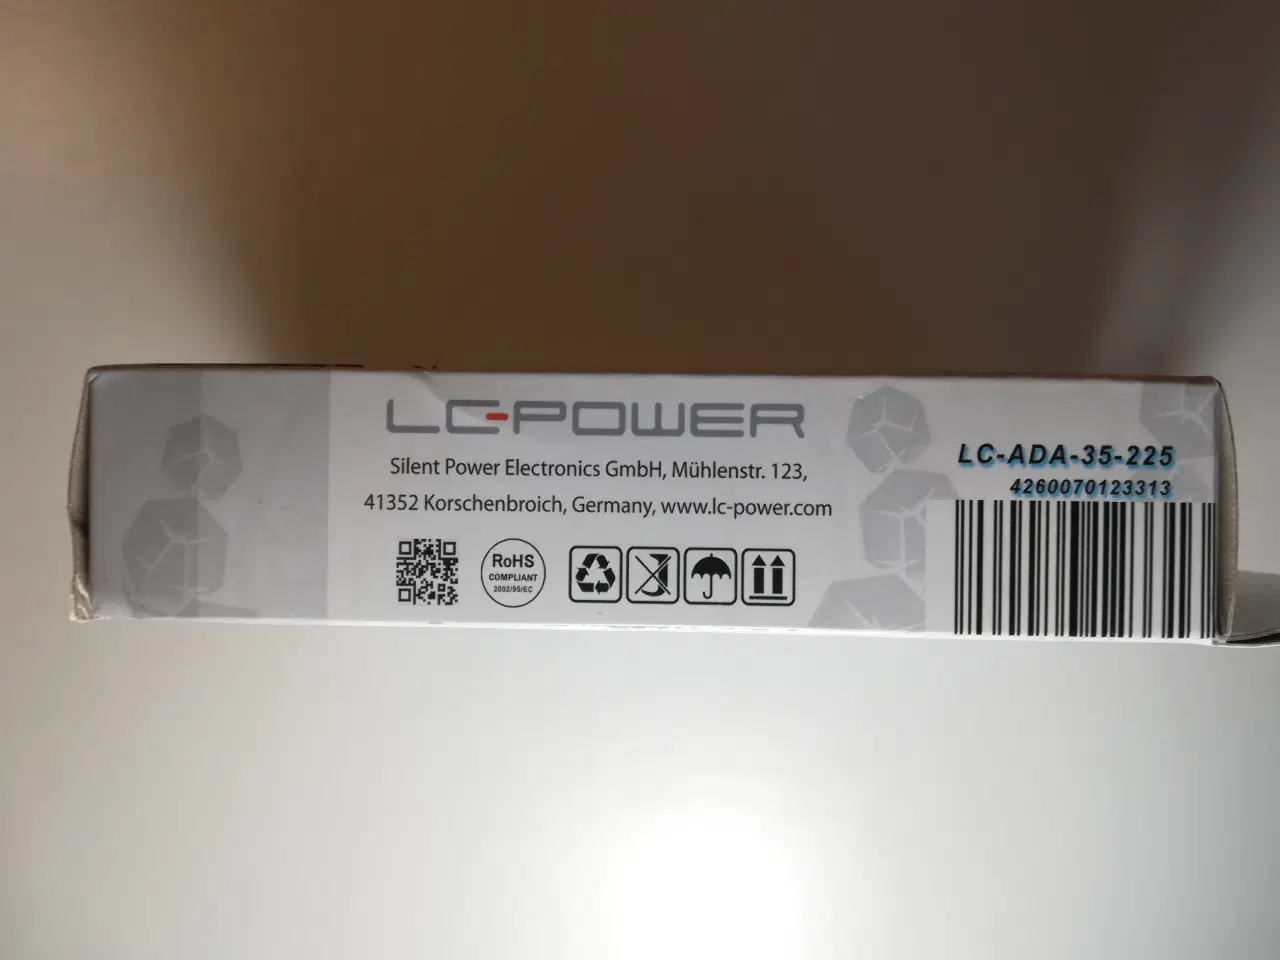 LC-POWER
Silent Power Electronics GmbH, Mühlenstr. 123,
41352 Korschenbroich, Germany, www.lc-power.com
RoHS
COMPLIANT
2002/95/EC
LC-ADA-35-225
4260070123313